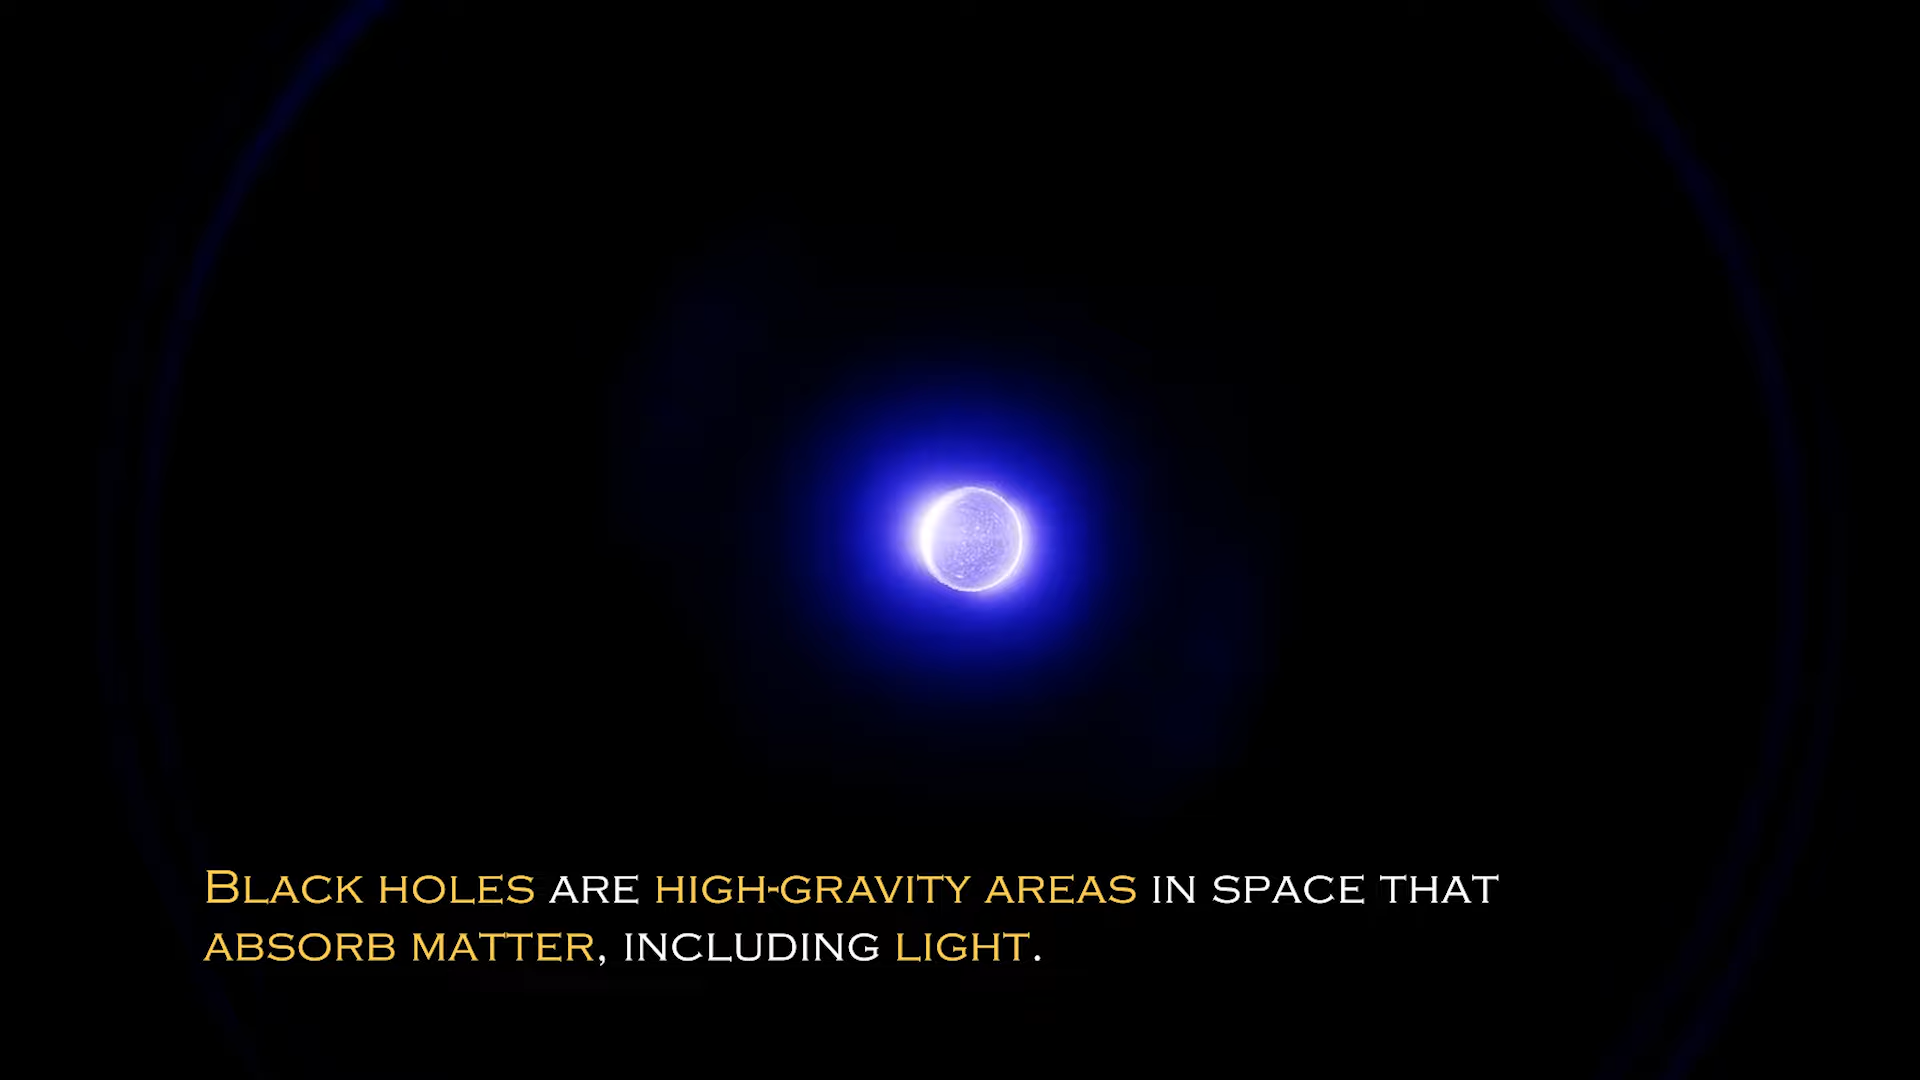 Black holes are high-gravity areas in space that
absorb matter, including light.